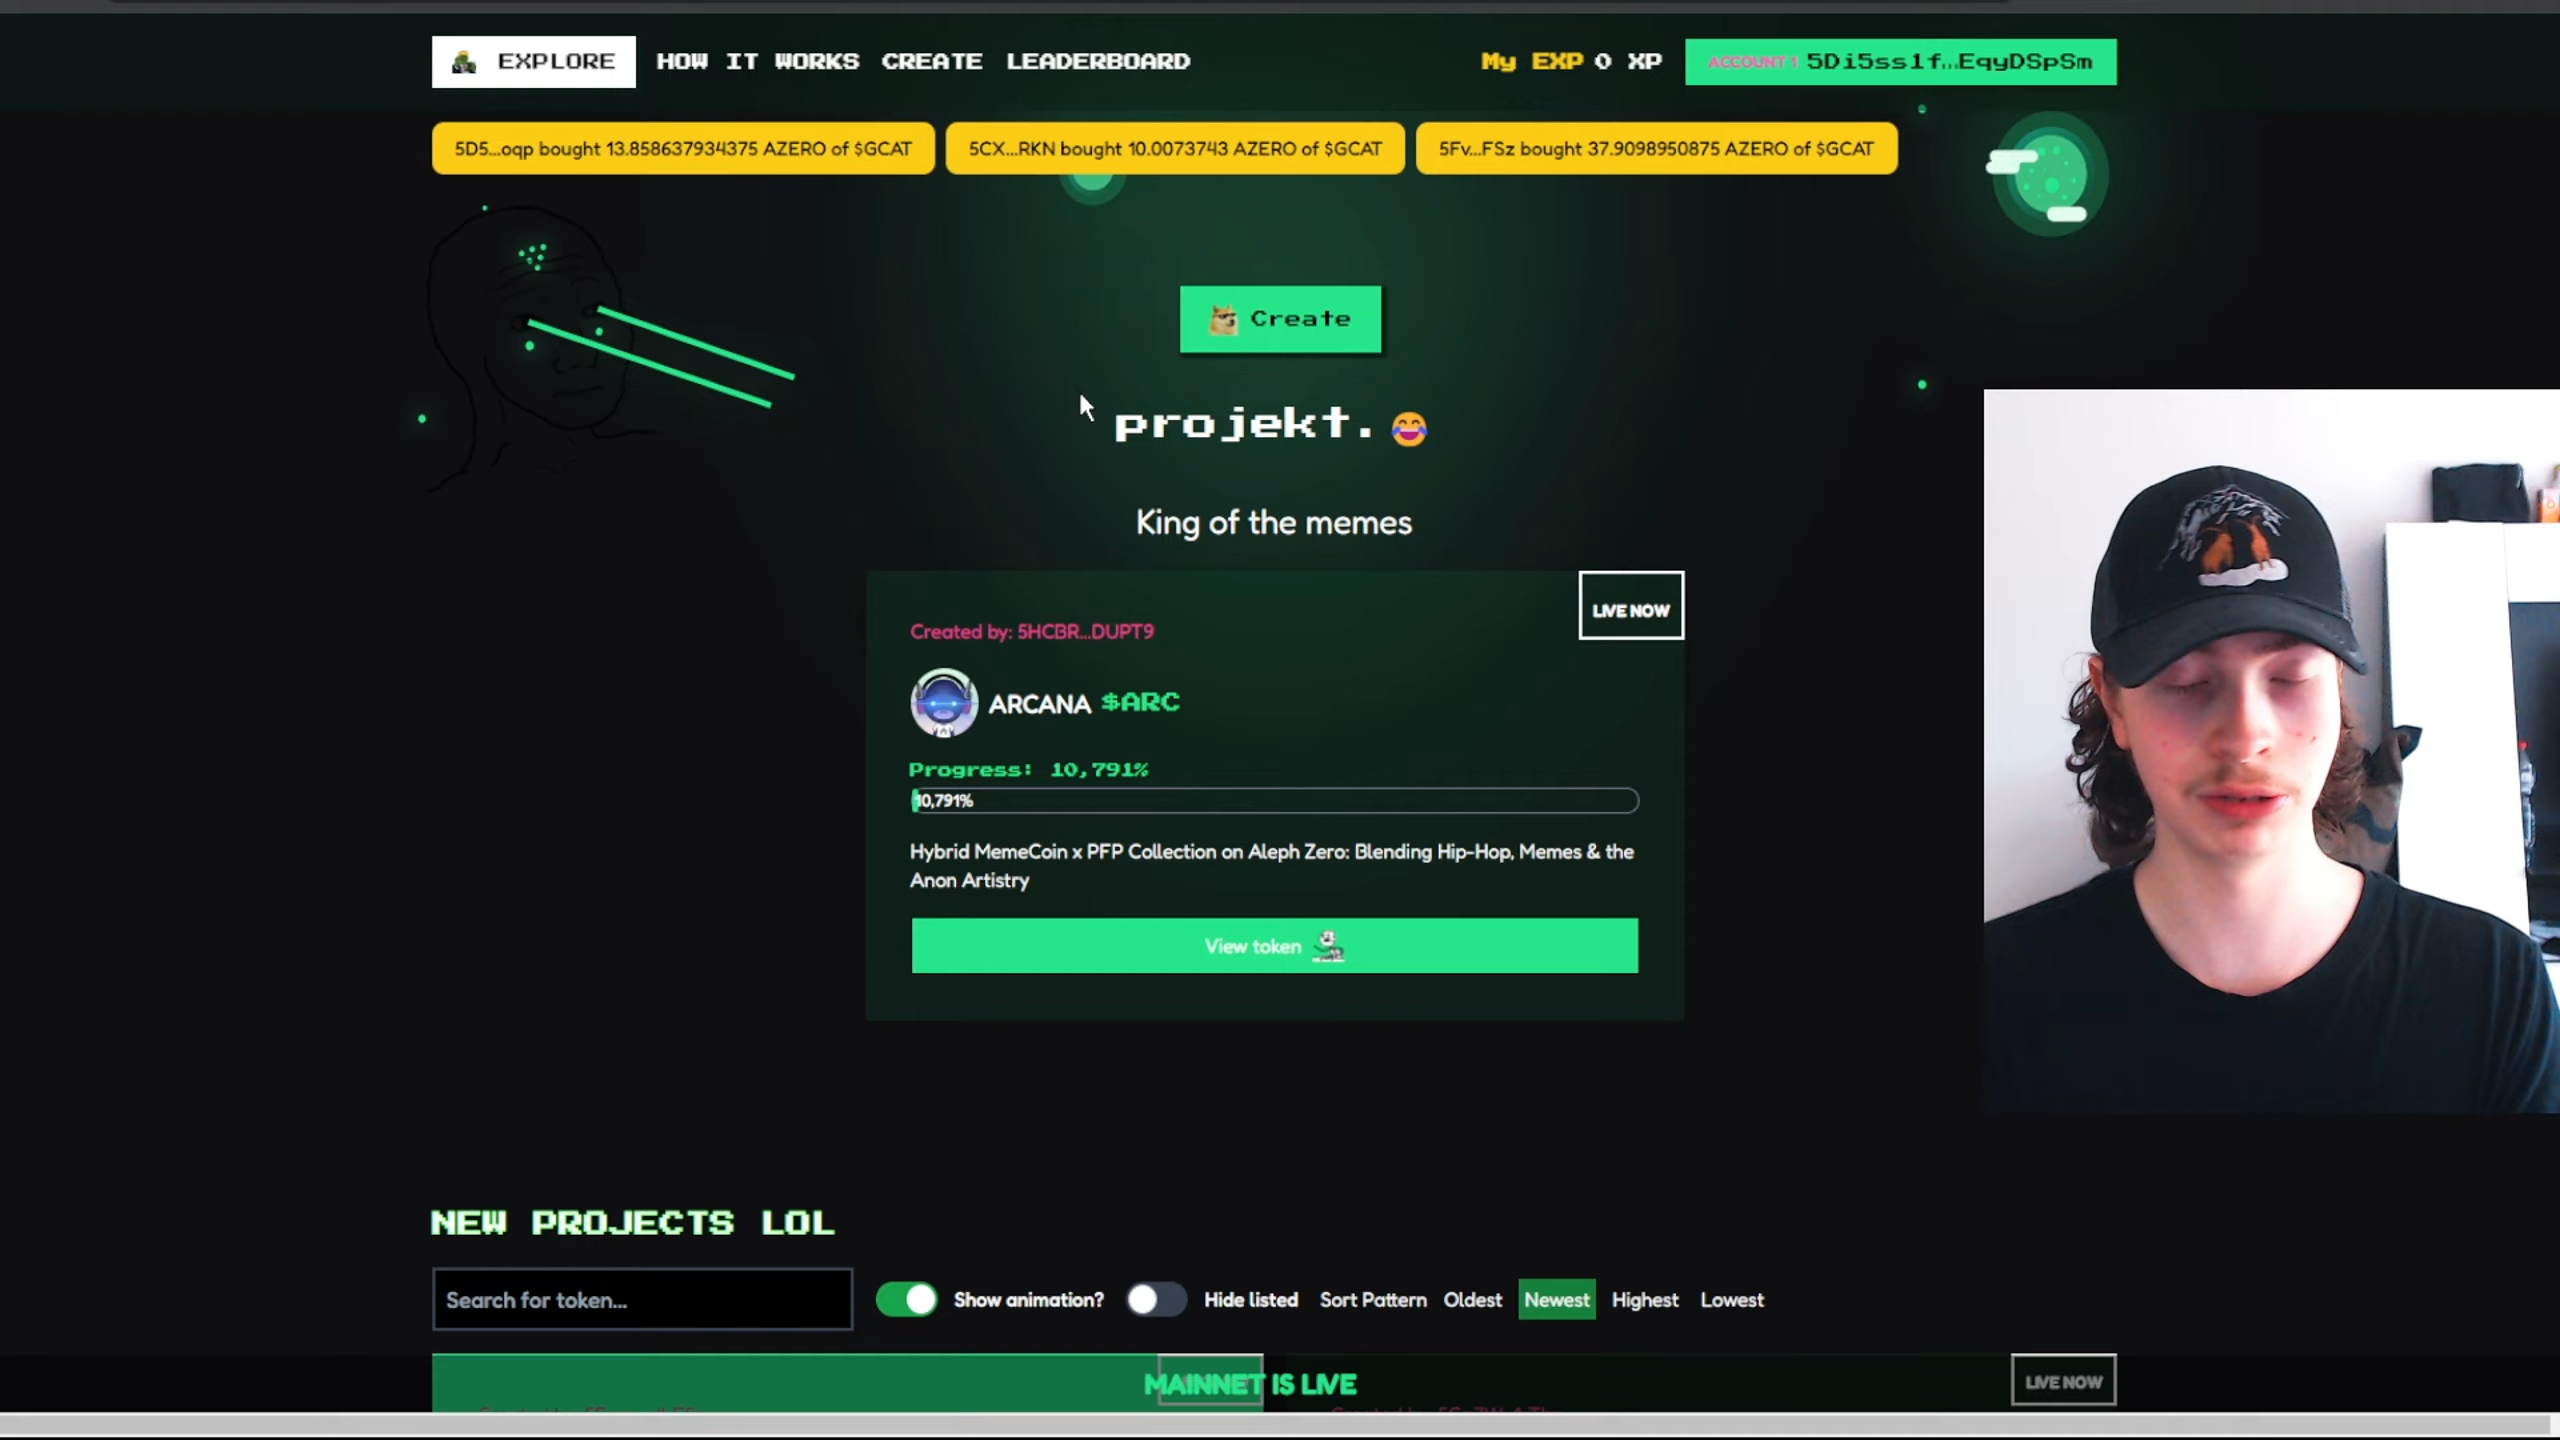 EXPLORE HOW IT WORKS CREATE LEADERBOARD My EXP 0 XP ACCOUNT 1 5Di5ss1f...EqyDSpSm
5D5...oqp bought 13.858637934375 AZERO of $GCAT
5CX...RKN bought 10.0073743 AZERO of $GCAT
5Fv...FSz bought 37.9098950875 AZERO of $GCAT
Create
projekt.
King of the memes
LIVE NOW
Created by: 5HCBR...DUPT9
ARCANA $ARC
Progress: 10,791%
10,791%
Hybrid MemeCoin x PFP Collection on Aleph Zero: Blending Hip-Hop, Memes & the
Anon Artistry
View token
NEW PROJECTS LOL
Search for token...
Show animation? Hide listed Sort Pattern Oldest Newest Highest Lowest
MAINNET IS LIVE
LIVE NOW